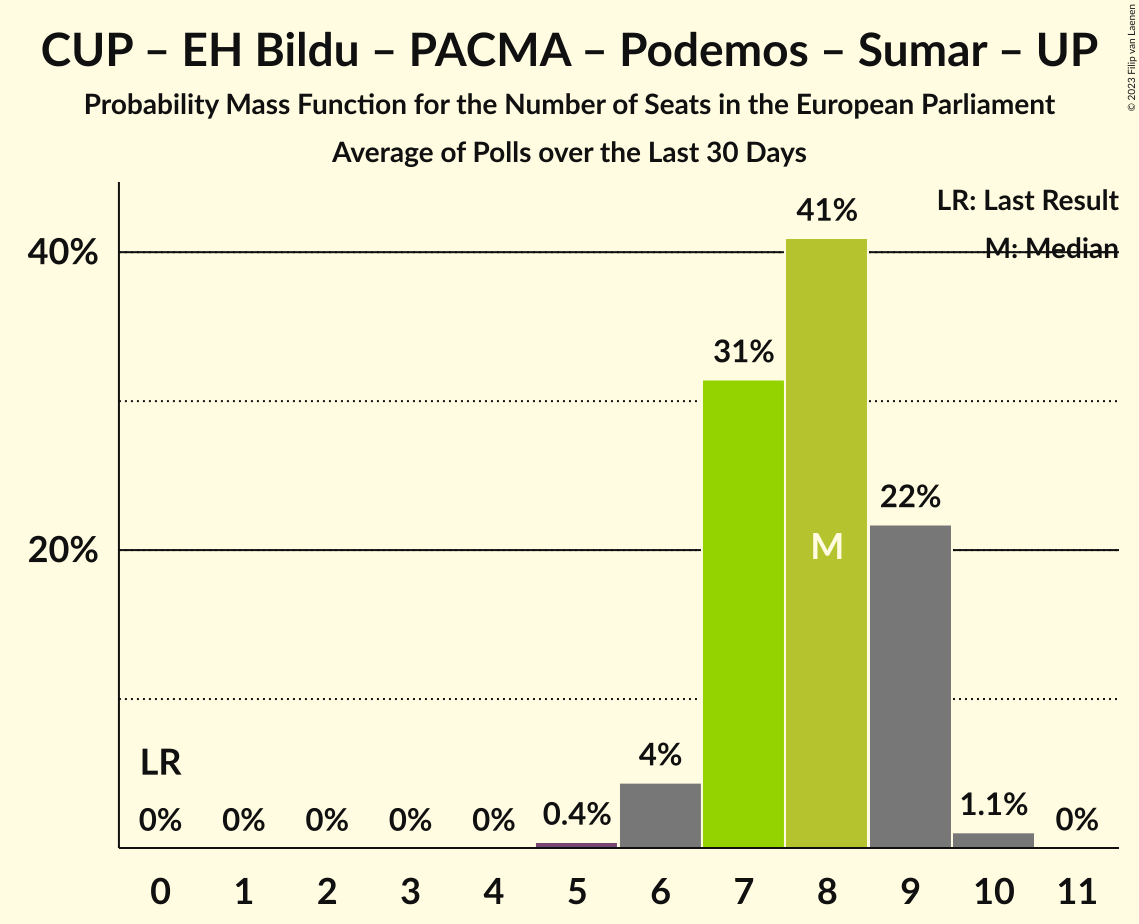 CUP – EH Bildu – PACMA – Podemos – Sumar – UP
Probability Mass Function for the Number of Seats in the European Parliament
Average of Polls over the Last 30 Days
© 2023 Filip van Laenen
LR: Last Result
M: Median
40%
20%
41%
31%
22%
M
4%
LR
0% 0% 0% 0% 0% 0.4% 1.1% 0%
0 1 2 3 4 5 6 7 8 9 10 11